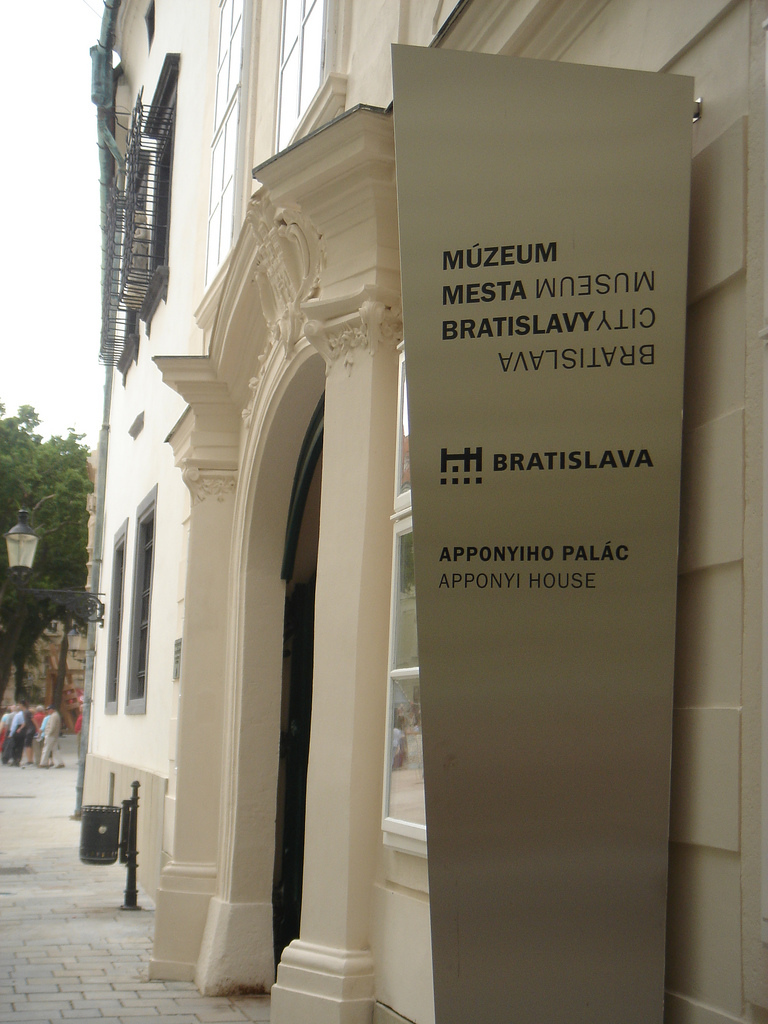 MÚZEUM
MESTA MUSEUM
BRATISLAVY CITY
BRATISLAVA
BRATISLAVA
APPONYIHO PALÁC
APPONYI HOUSE